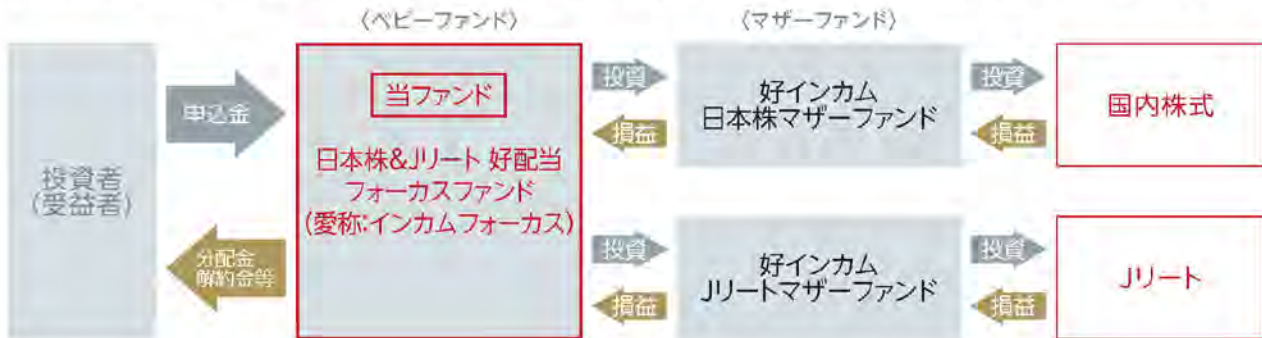 〈ベビーファンド〉
〈マザーファンド〉
投資者
(受益者)
申込金
分配金
解約金等
当ファンド
日本株&Jリート 好配当
フォーカスファンド
(愛称:インカムフォーカス)
投資
損益
好インカム
日本株マザーファンド
投資
損益
国内株式
投資
損益
好インカム
Jリートマザーファンド
投資
損益
Jリート